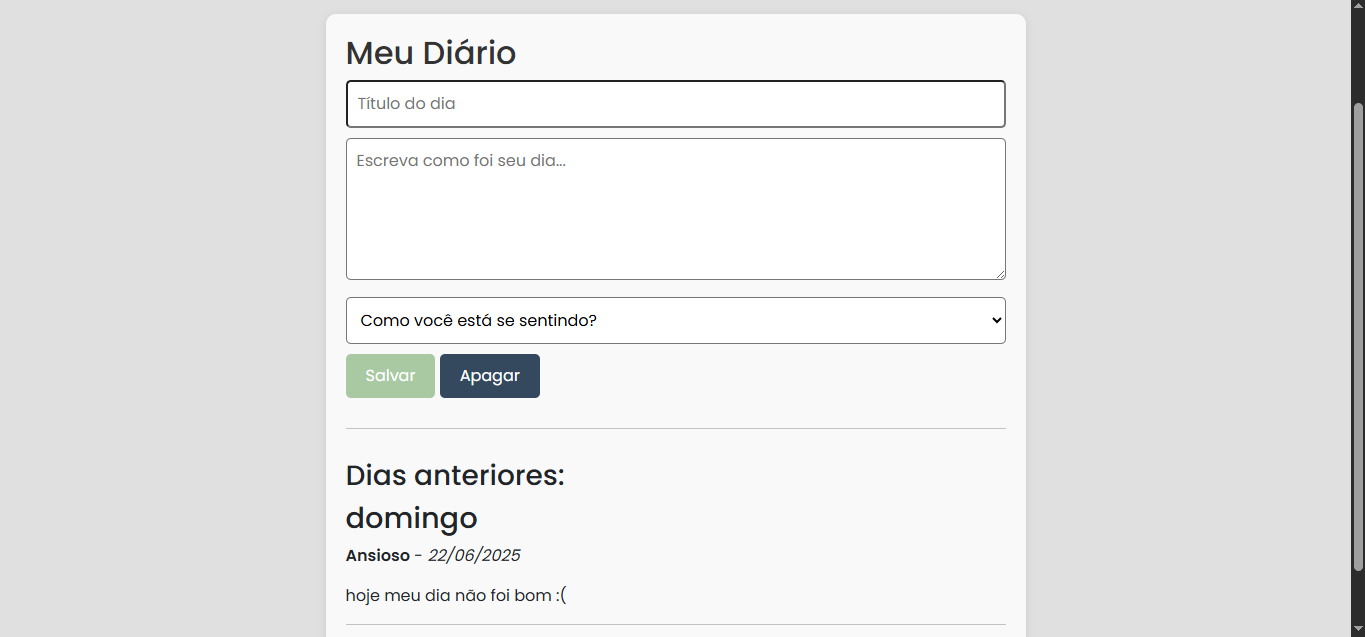 Meu Diário
Título do dia
Escreva como foi seu dia...
Como você está se sentindo?
Salvar Apagar
Dias anteriores:
domingo
Ansioso - 22/06/2025
hoje meu dia não foi bom :(